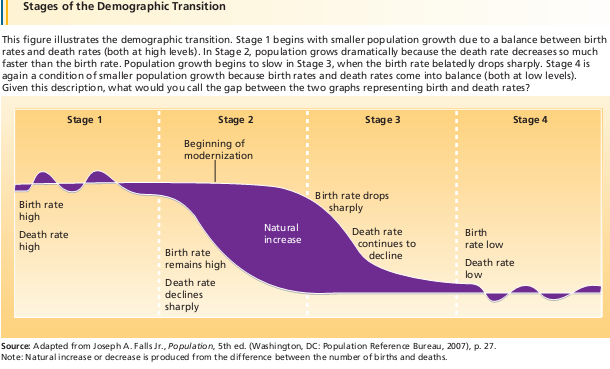 Stages of the Demographic Transition
This figure illustrates the demographic transition. Stage 1 begins with smaller population growth due to a balance between birth
rates and death rates (both at high levels). In Stage 2, population grows dramatically because the death rate decreases so much
faster than the birth rate. Population growth begins to slow in Stage 3, when the birth rate belatedly drops sharply. Stage 4 is
again a condition of smaller population growth because birth rates and death rates come into balance (both at low levels).
Given this description, what would you call the gap between the two graphs representing birth and death rates?
Stage 1
Stage 2
Stage 3
Stage 4
Beginning of
modernization
Birth rate
high
Death rate
high
Natural
increase
Birth rate
remains high
Death rate
declines
sharply
Birth rate drops
sharply
Death rate
continues to
decline
Birth
rate low
Death rate
low
Source: Adapted from Joseph A. Falls Jr., Population, 5th ed. (Washington, DC: Population Reference Bureau, 2007), p. 27.
Note: Natural increase or decrease is produced from the difference between the number of births and deaths.